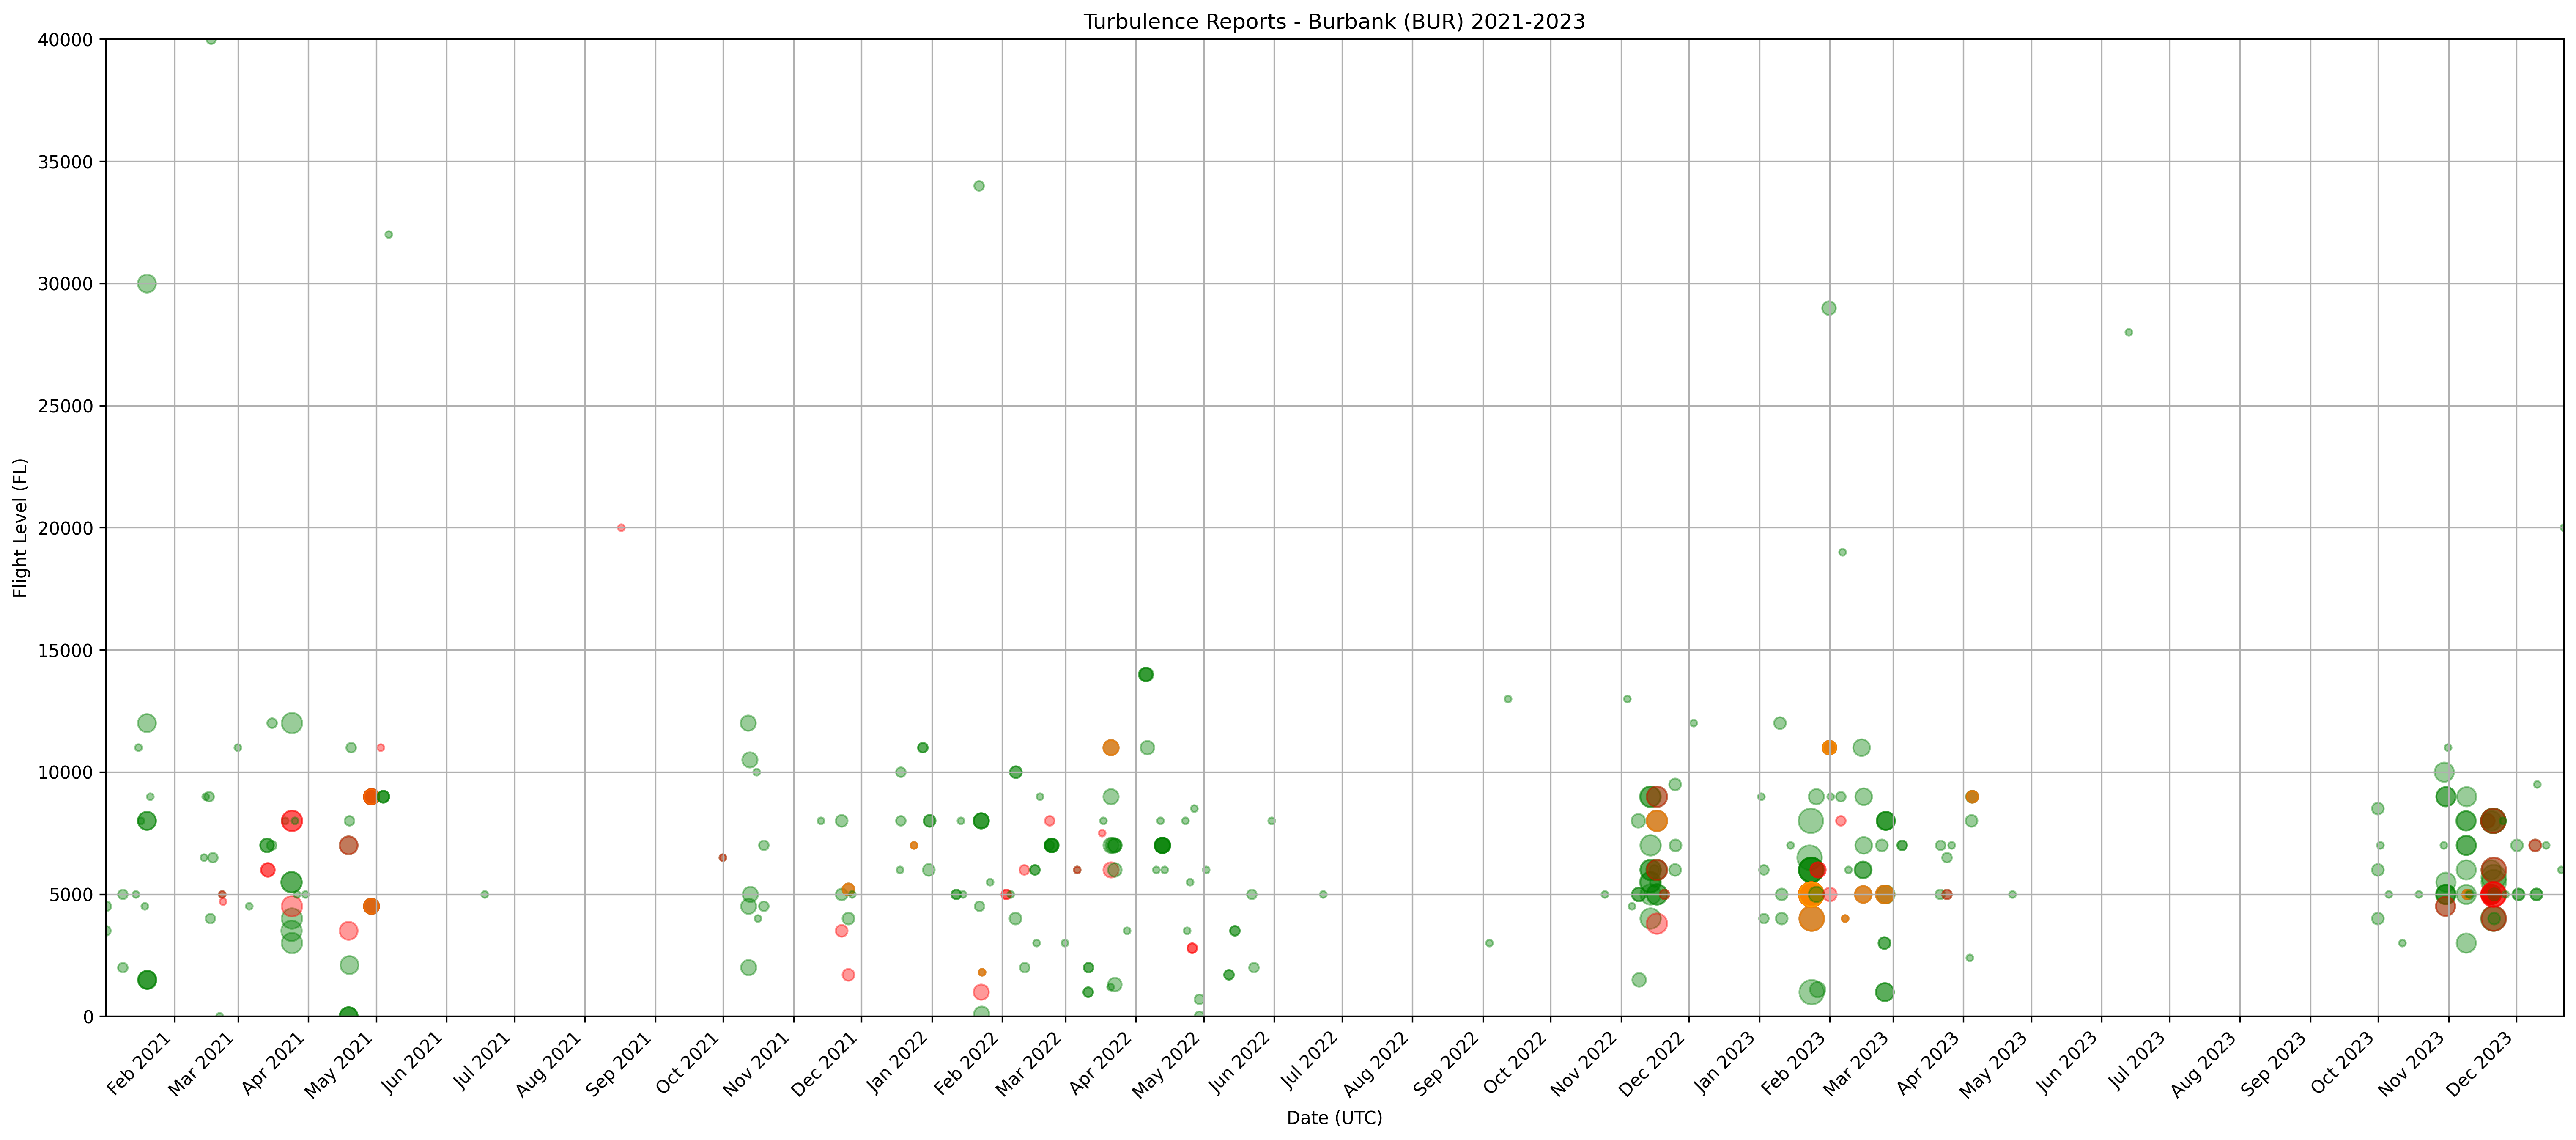 Turbulence Reports - Burbank (BUR) 2021-2023
Flight Level (FL)
40000
35000
30000
25000
20000
15000
10000
5000
0
Feb 2021
Mar 2021
Apr 2021
May 2021
Jun 2021
Jul 2021
Aug 2021
Sep 2021
Oct 2021
Nov 2021
Dec 2021
Jan 2022
Feb 2022
Mar 2022
Apr 2022
May 2022
Jun 2022
Jul 2022
Aug 2022
Sep 2022
Oct 2022
Nov 2022
Dec 2022
Jan 2023
Feb 2023
Mar 2023
Apr 2023
May 2023
Jun 2023
Jul 2023
Aug 2023
Sep 2023
Oct 2023
Nov 2023
Dec 2023
Date (UTC)